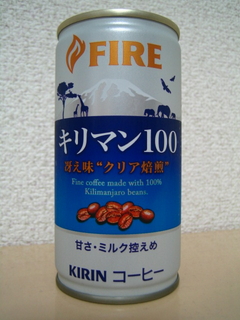 FIRE
キリマン100
冴え味“クリア焙煎”
Fine coffee made with 100%
Kilimanjaro beans.
甘さ・ミルク控えめ
KIRIN コーヒー